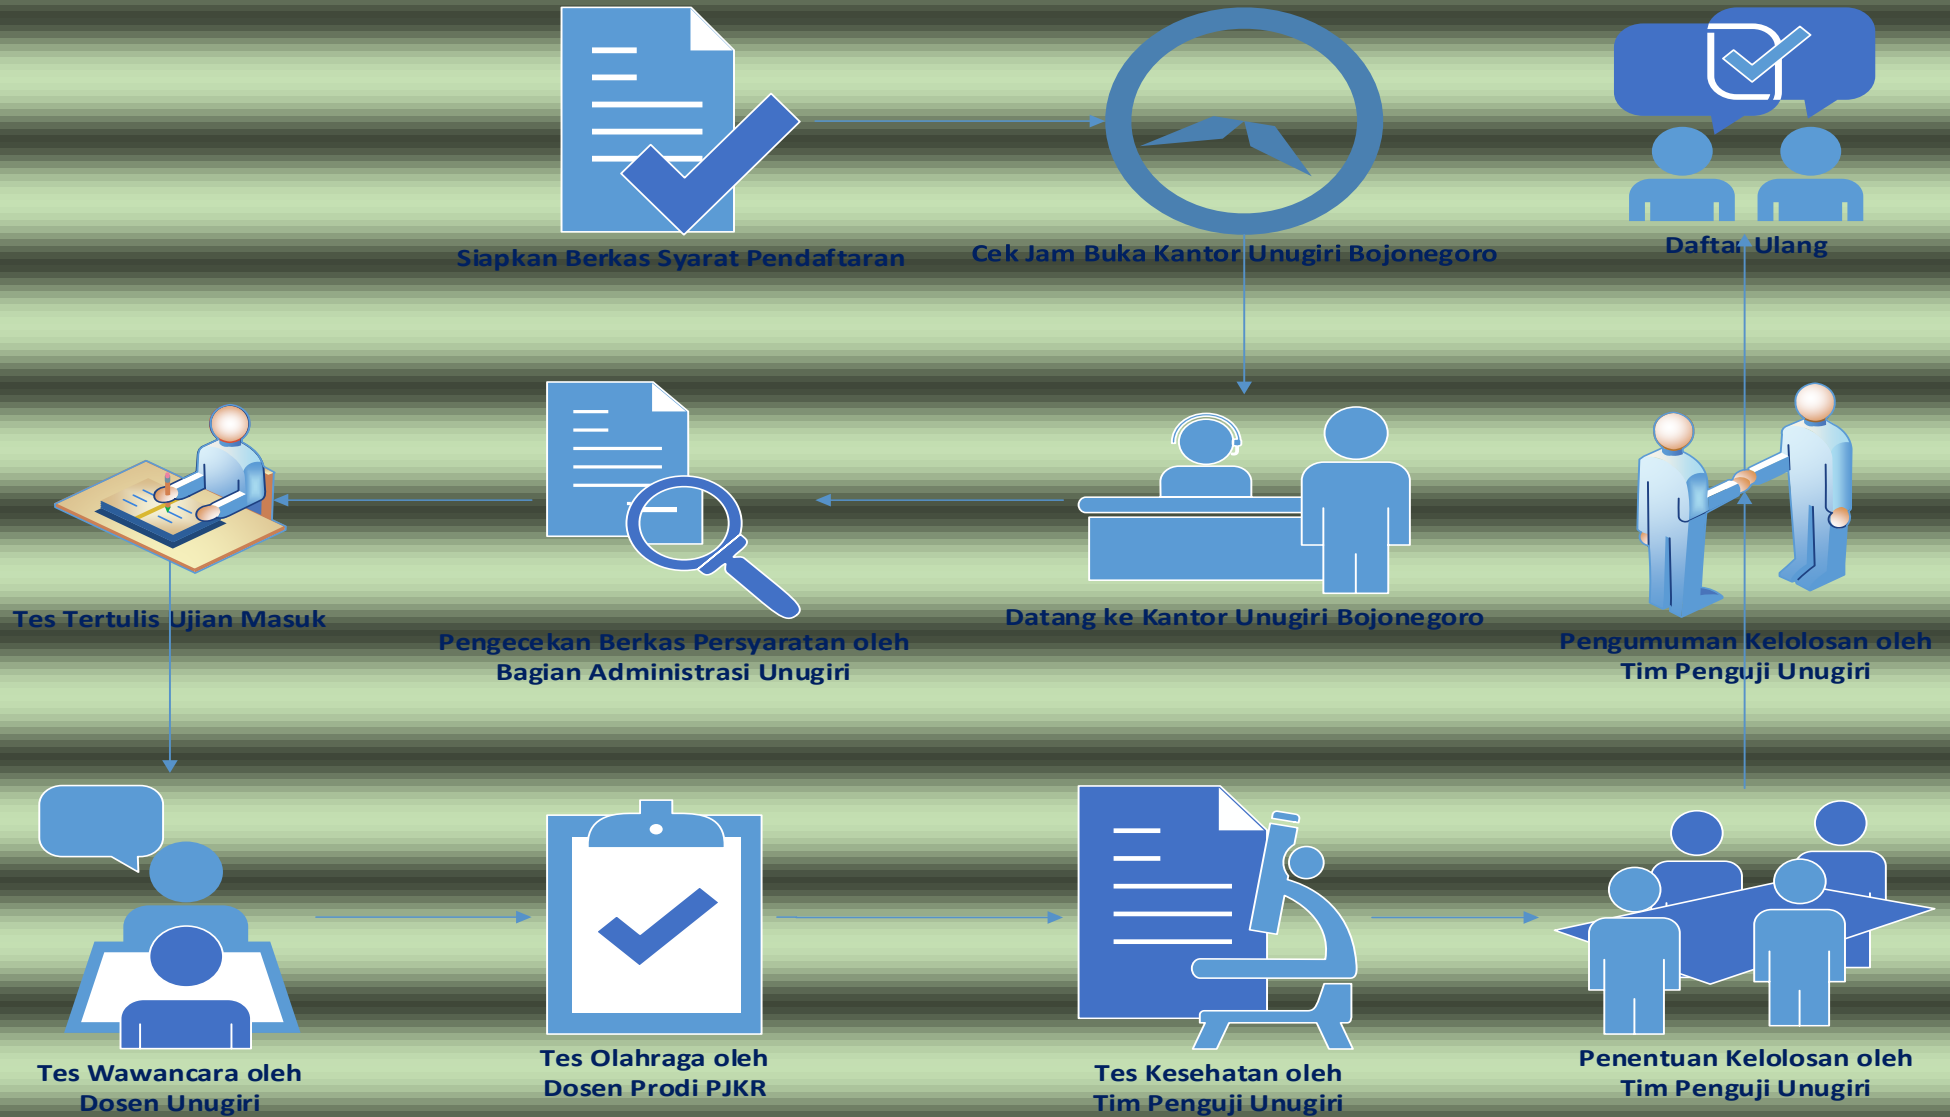 Siapkan Berkas Syarat Pendaftaran
Cek Jam Buka Kantor Unugiri Bojonegoro
Daftar Ulang
Tes Tertulis Ujian Masuk
Pengecekan Berkas Persyaratan oleh
Bagian Administrasi Unugiri
Datang ke Kantor Unugiri Bojonegoro
Pengumuman Kelolosan oleh
Tim Penguji Unugiri
Tes Wawancara oleh
Dosen Unugiri
Tes Olahraga oleh
Dosen Prodi PJKR
Tes Kesehatan oleh
Tim Penguji Unugiri
Penentuan Kelolosan oleh
Tim Penguji Unugiri